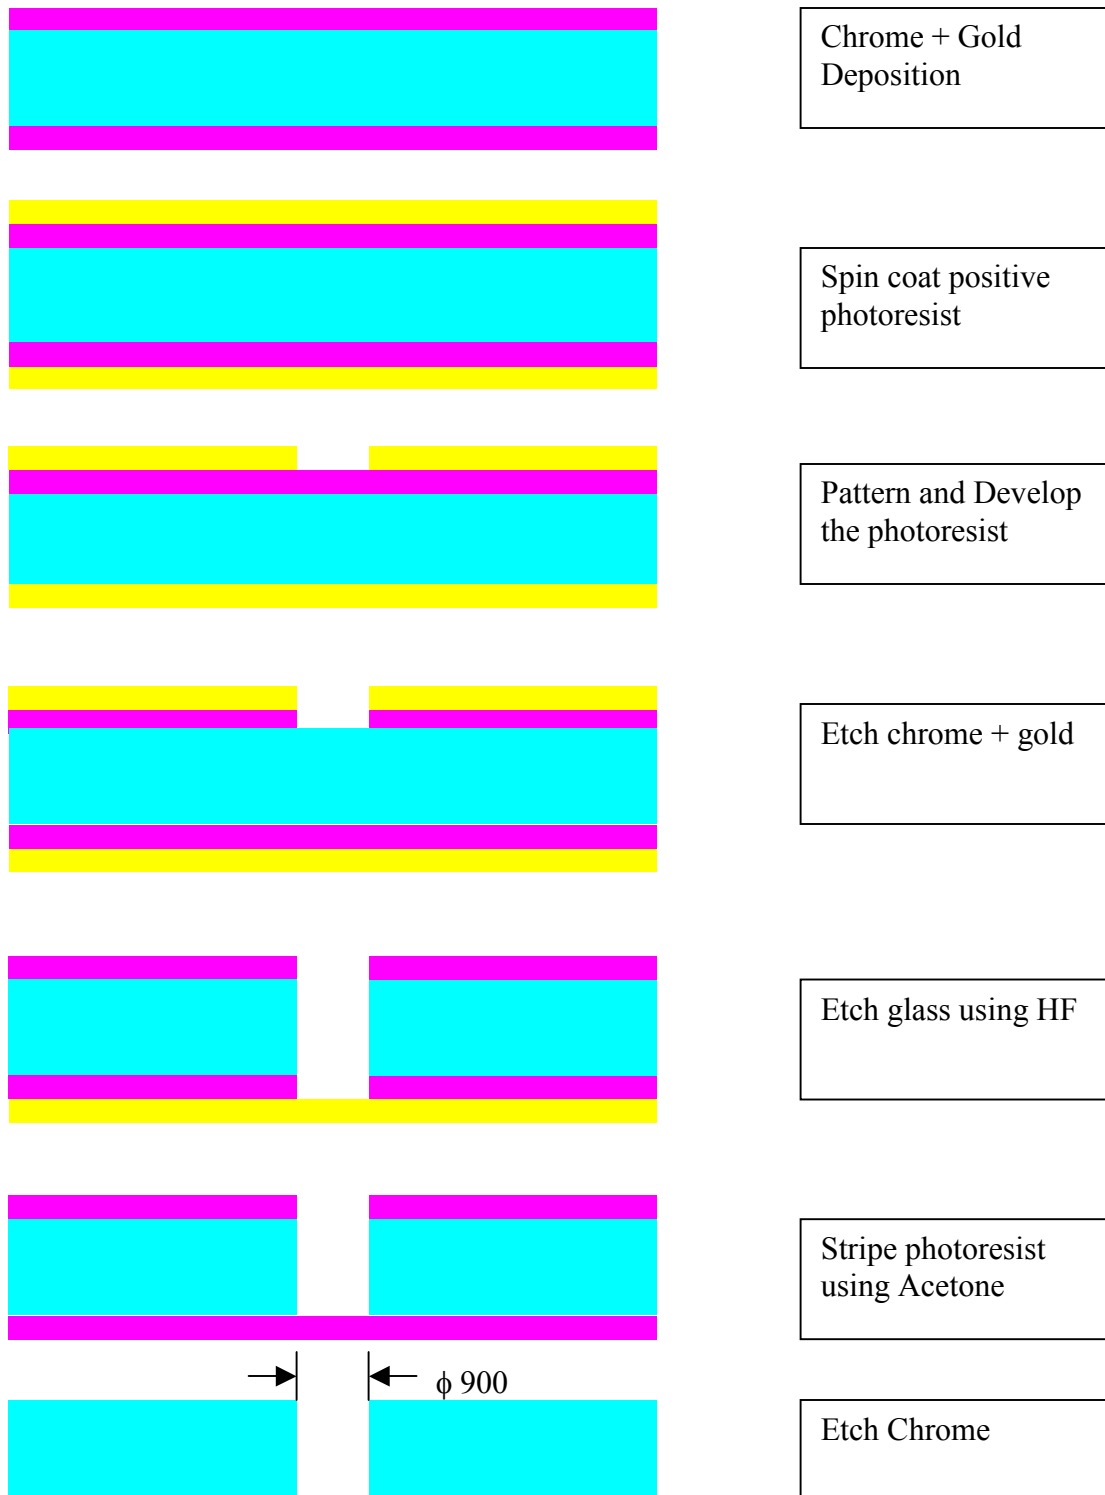 Chrome + Gold
Deposition
Spin coat positive
photoresist
Pattern and Develop
the photoresist
Etch chrome + gold
Etch glass using HF
Stripe photoresist
using Acetone
ϕ 900
Etch Chrome